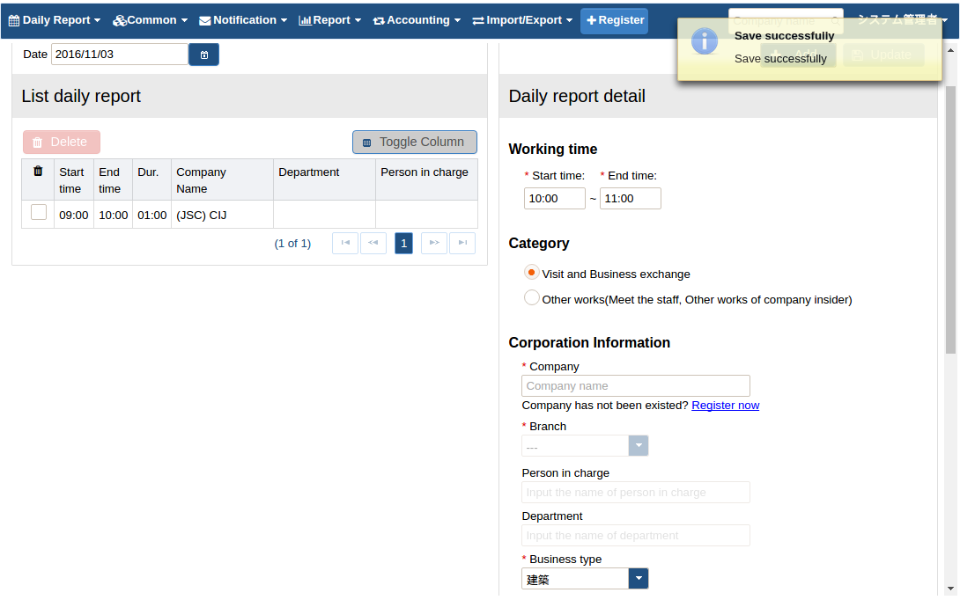 Daily Report Common Notification Report Accounting Import/Export Register システム管理者
Save successfully
Save successfully
Date 2016/11/03
Add Update
List daily report
Delete Toggle Column
Start time End time Dur. Company Name Department Person in charge
09:00 10:00 01:00 (JSC) CIJ
(1 of 1) 1
Daily report detail
Working time
* Start time: * End time:
10:00 ~ 11:00
Category
Visit and Business exchange
Other works(Meet the staff, Other works of company insider)
Corporation Information
* Company
Company name
Company has not been existed? Register now
* Branch
---
Person in charge
Input the name of person in charge
Department
Input the name of department
* Business type
建築